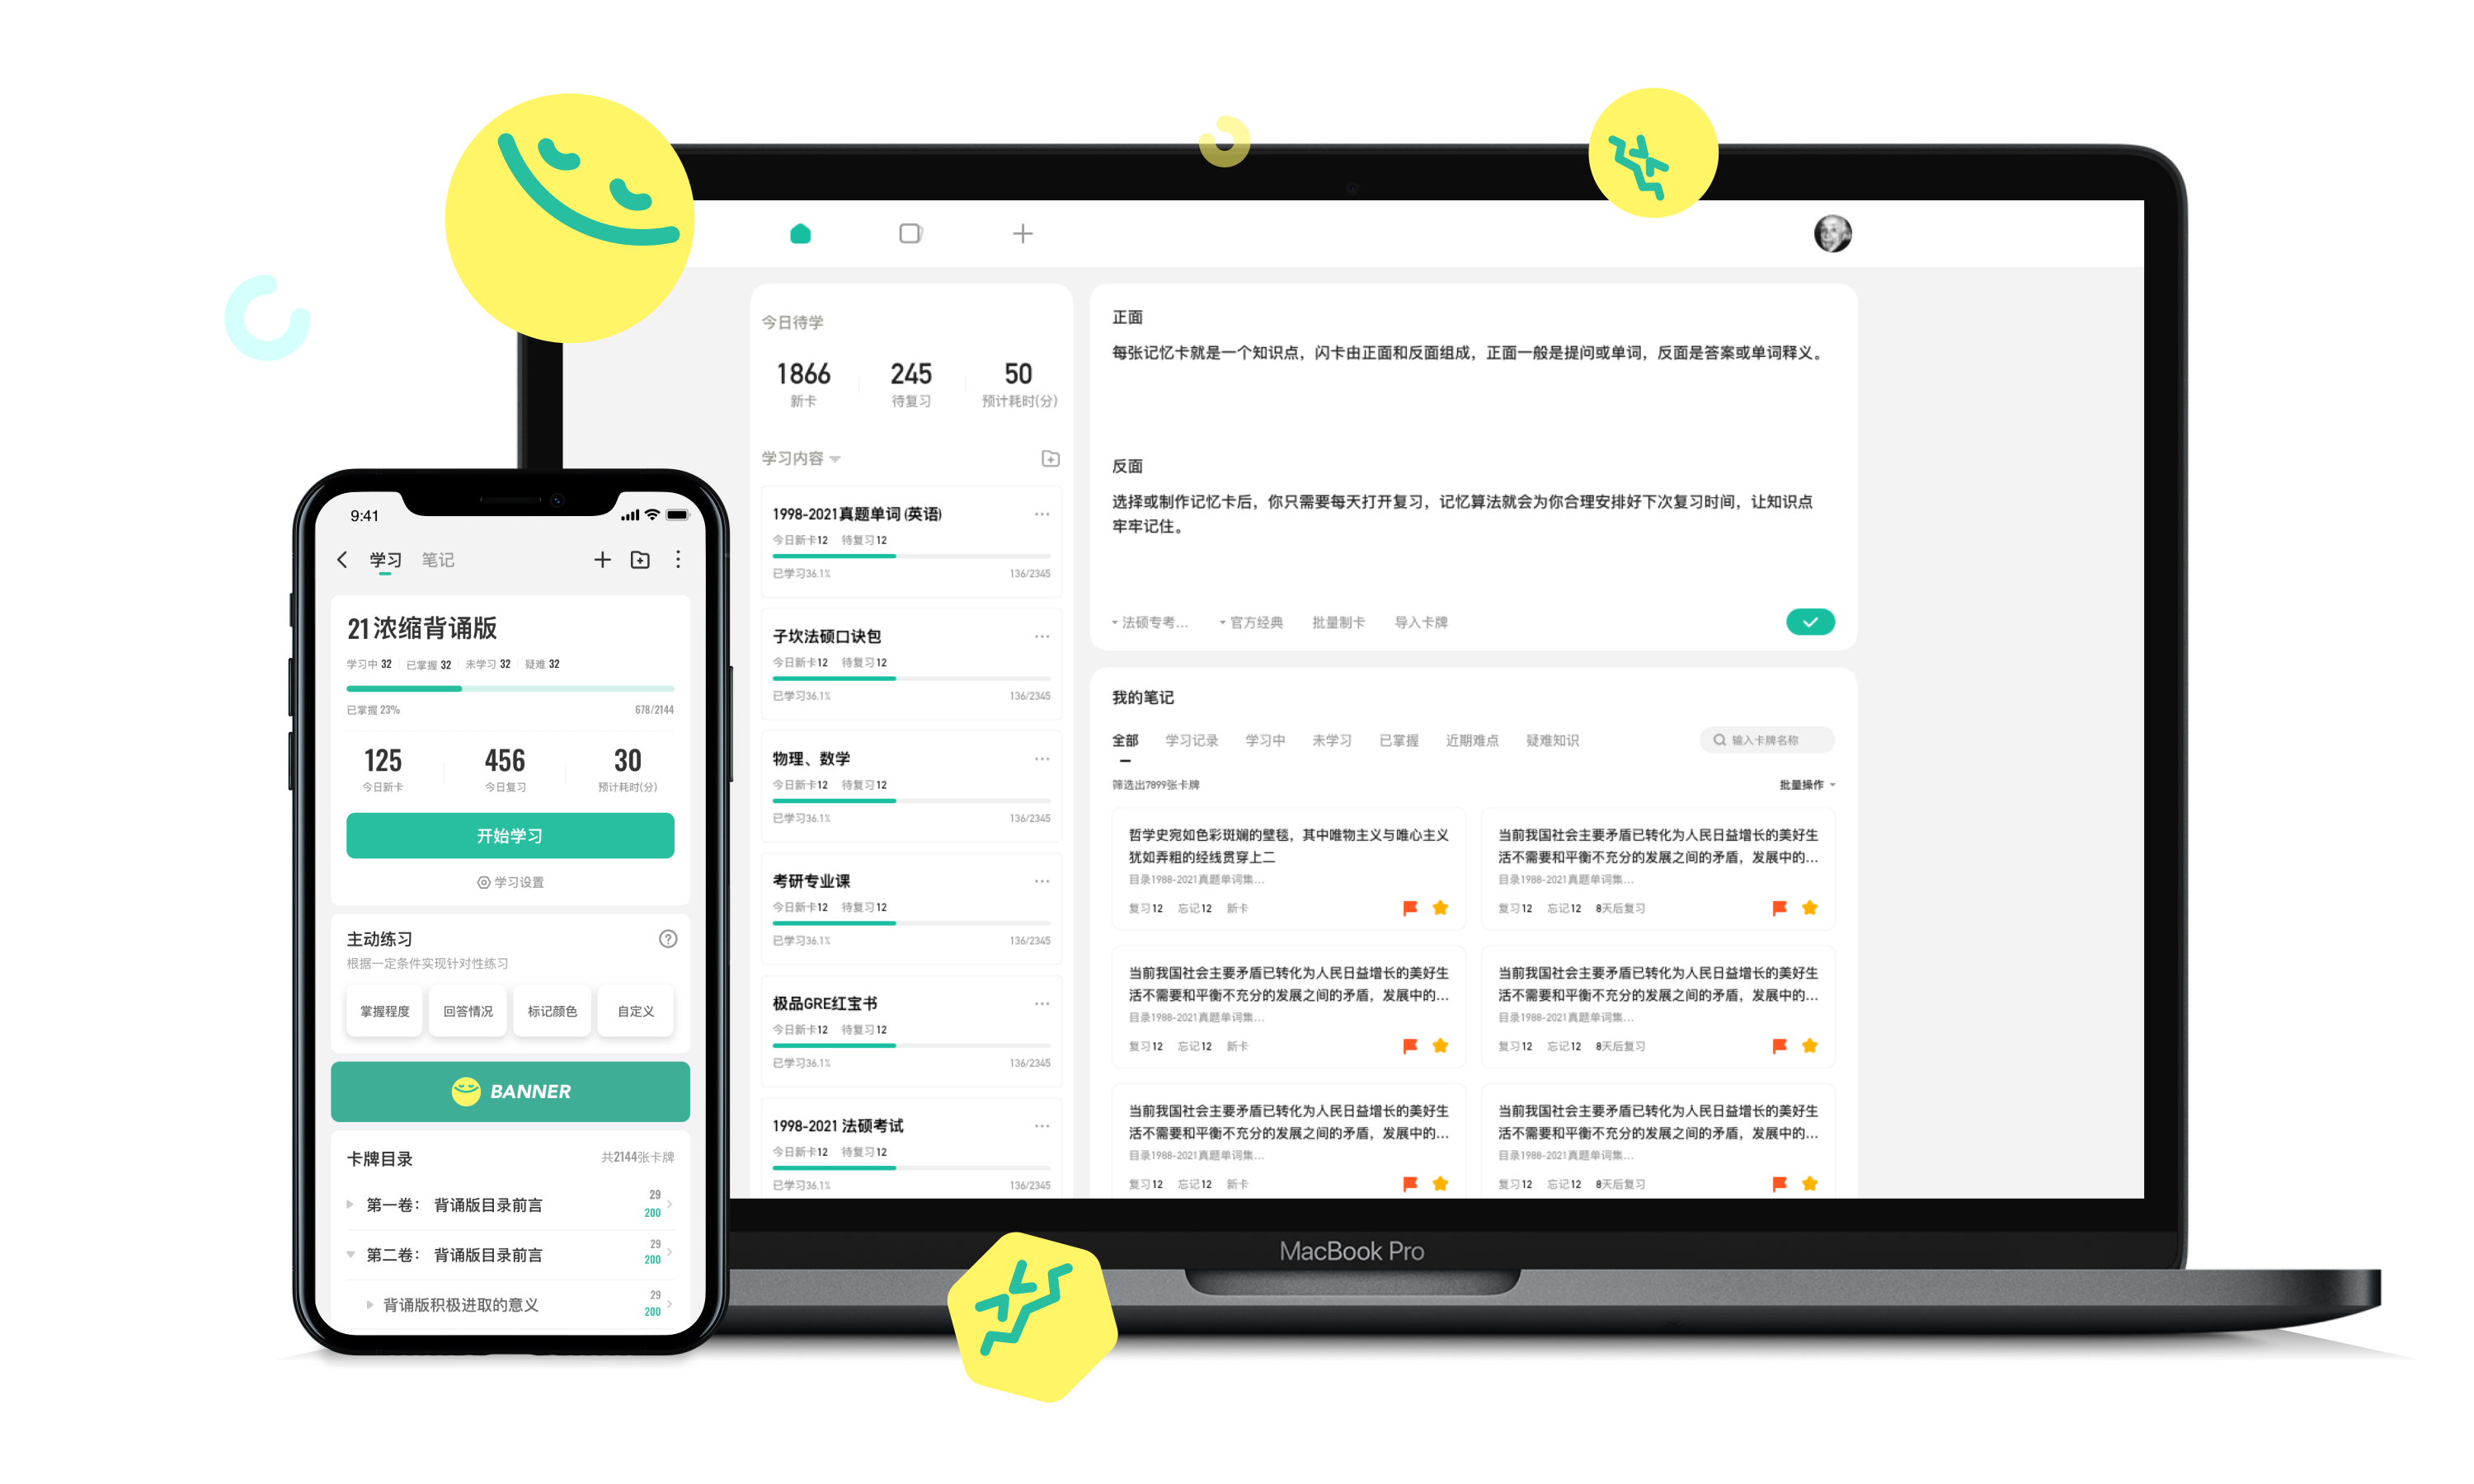 9:41
学习 笔记
21浓缩背诵版
学习中 32 已掌握 32 未学习 32 疑难 32
已掌握 23% 678/2144
125 456 30
今日新卡 今日复习 预计耗时(分)
开始学习
学习设置
主动练习
根据一定条件实现针对性练习
掌握程度 回答情况 标记颜色 自定义
BANNER
卡牌目录 共2144张卡牌
第一卷： 背诵版目录前言 29
200
第二卷： 背诵版目录前言 29
200
背诵版积极进取的意义 29
200
今日待学
1866 245 50
新卡 待复习 预计耗时(分)
学习内容
1998-2021真题单词 (英语)
今日新卡12 待复习12
已学习36.1% 136/2345
子坎法硕口诀包
今日新卡12 待复习12
已学习36.1% 136/2345
物理、数学
今日新卡12 待复习12
已学习36.1% 136/2345
考研专业课
今日新卡12 待复习12
已学习36.1% 136/2345
极品GRE红宝书
今日新卡12 待复习12
已学习36.1% 136/2345
1998-2021 法硕考试
今日新卡12 待复习12
已学习36.1% 136/2345
正面
每张记忆卡就是一个知识点，闪卡由正面和反面组成，正面一般是提问或单词，反面是答案或单词释义。
反面
选择或制作记忆卡后，你只需要每天打开复习，记忆算法就会为你合理安排好下次复习时间，让知识点
牢牢记住。
法硕专考... 官方经典 批量制卡 导入卡牌
我的笔记
全部 学习记录 学习中 未学习 已掌握 近期难点 疑难知识 输入卡牌名称
筛选出7899张卡牌 批量操作
哲学史宛如色彩斑斓的壁毯，其中唯物主义与唯心主义
犹如弄粗的经线贯穿上二
目录1988-2021真题单词集...
复习12 忘记12 新卡
当前我国社会主要矛盾已转化为人民日益增长的美好生
活不需要和平衡不充分的发展之间的矛盾，发展中的...
目录1988-2021真题单词集...
复习12 忘记12 8天后复习
当前我国社会主要矛盾已转化为人民日益增长的美好生
活不需要和平衡不充分的发展之间的矛盾，发展中的...
目录1988-2021真题单词集...
复习12 忘记12 新卡
当前我国社会主要矛盾已转化为人民日益增长的美好生
活不需要和平衡不充分的发展之间的矛盾，发展中的...
目录1988-2021真题单词集...
复习12 忘记12 8天后复习
当前我国社会主要矛盾已转化为人民日益增长的美好生
活不需要和平衡不充分的发展之间的矛盾，发展中的...
目录1988-2021真题单词集...
复习12 忘记12 新卡
当前我国社会主要矛盾已转化为人民日益增长的美好生
活不需要和平衡不充分的发展之间的矛盾，发展中的...
目录1988-2021真题单词集...
复习12 忘记12 8天后复习
MacBook Pro